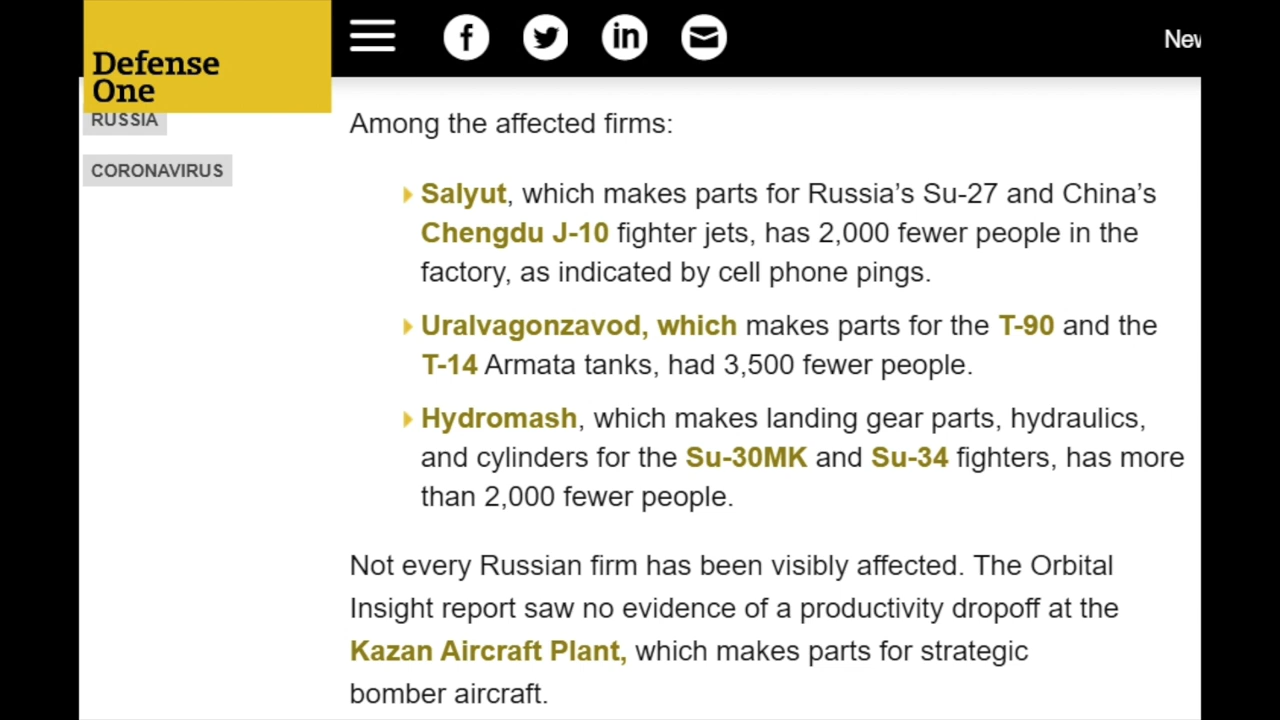 Defense
One
New
RUSSIA
CORONAVIRUS
Among the affected firms:
Salyut, which makes parts for Russia’s Su-27 and China’s
Chengdu J-10 fighter jets, has 2,000 fewer people in the
factory, as indicated by cell phone pings.
Uralvagonzavod, which makes parts for the T-90 and the
T-14 Armata tanks, had 3,500 fewer people.
Hydromash, which makes landing gear parts, hydraulics,
and cylinders for the Su-30MK and Su-34 fighters, has more
than 2,000 fewer people.
Not every Russian firm has been visibly affected. The Orbital
Insight report saw no evidence of a productivity dropoff at the
Kazan Aircraft Plant, which makes parts for strategic
bomber aircraft.